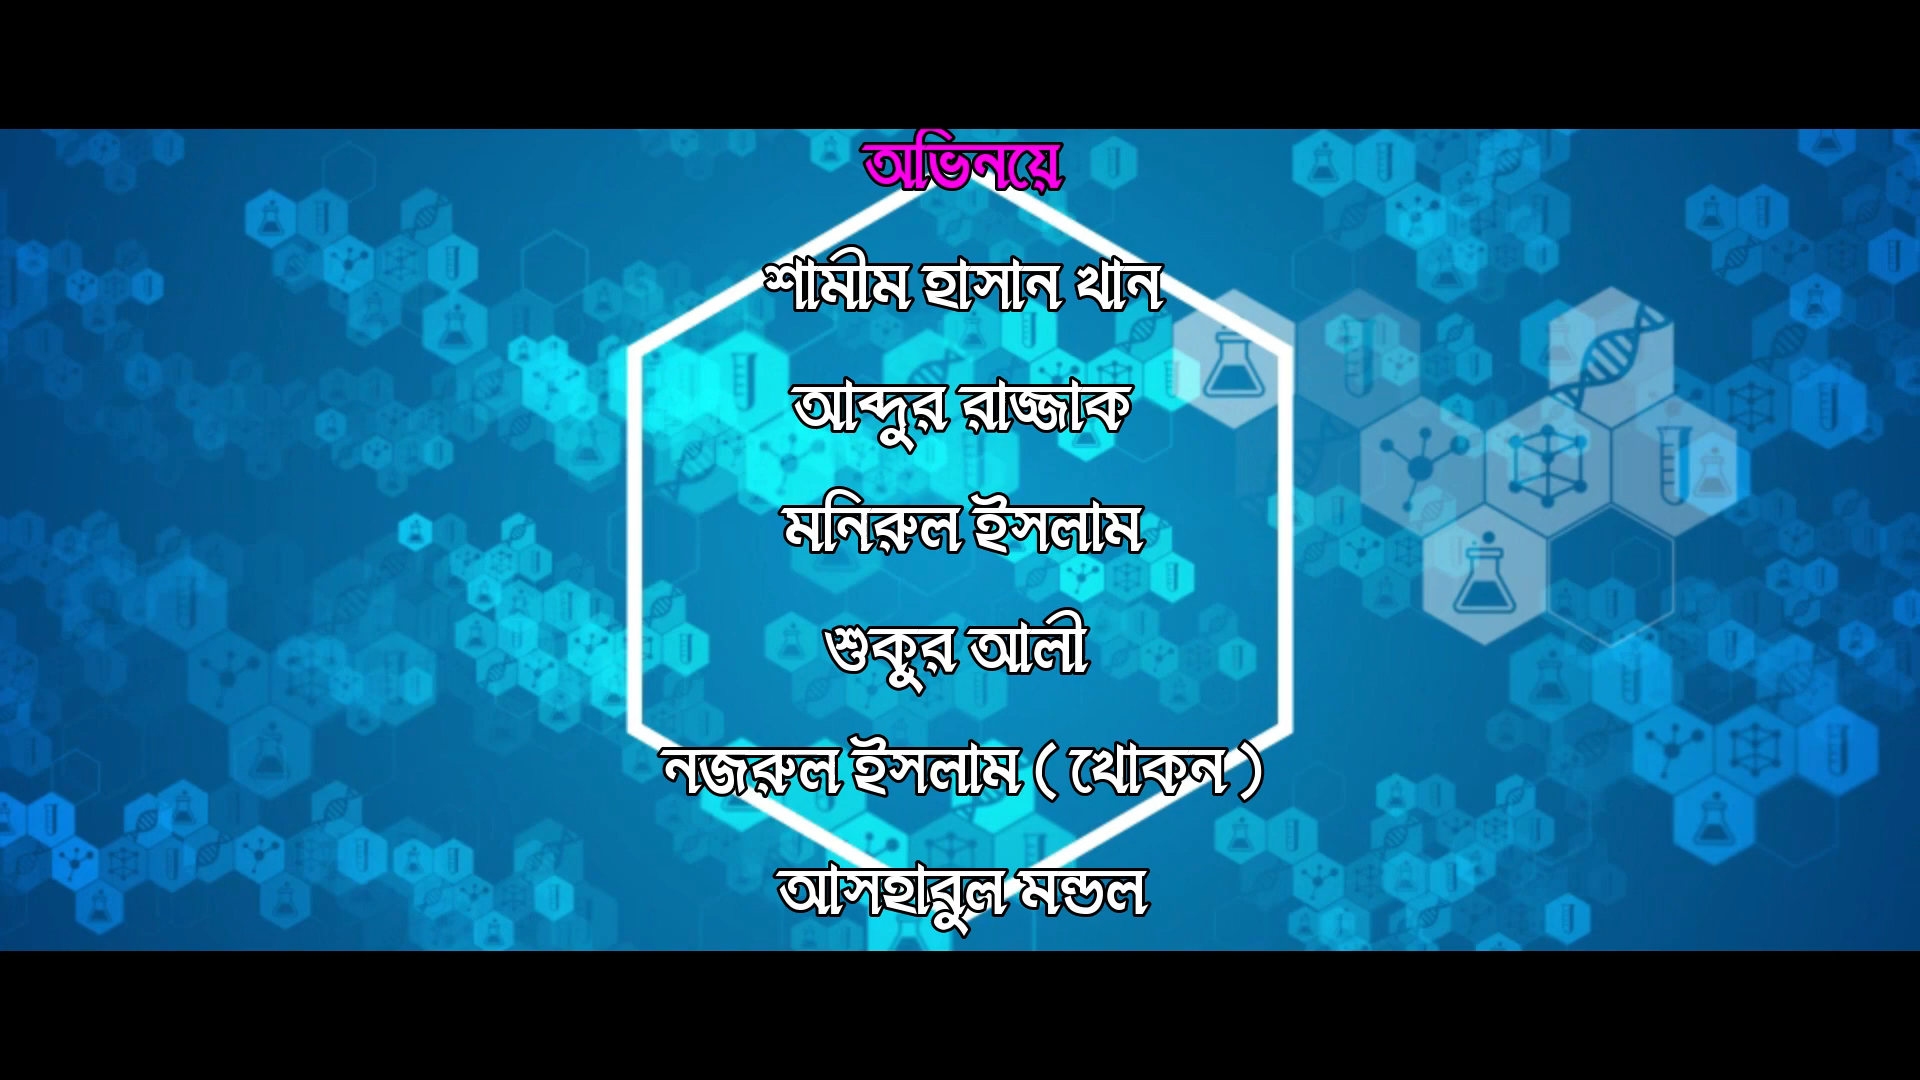 অভিনয়ে
শামীম হাসান খান
আব্দুর রাজ্জাক
মনিরুল ইসলাম
শুকুর আলী
নজরুল ইসলাম ( খোকন )
আসহাবুল মন্ডল